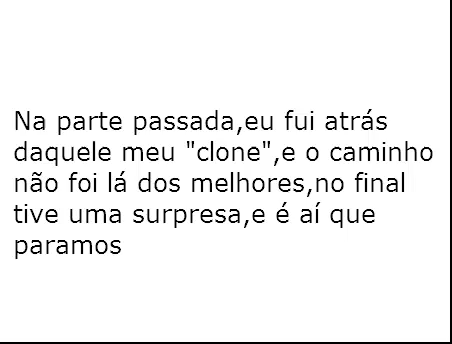 Na parte passada,eu fui atrás
daquele meu "clone",e o caminho
não foi lá dos melhores,no final
tive uma surpresa,e é aí que
paramos